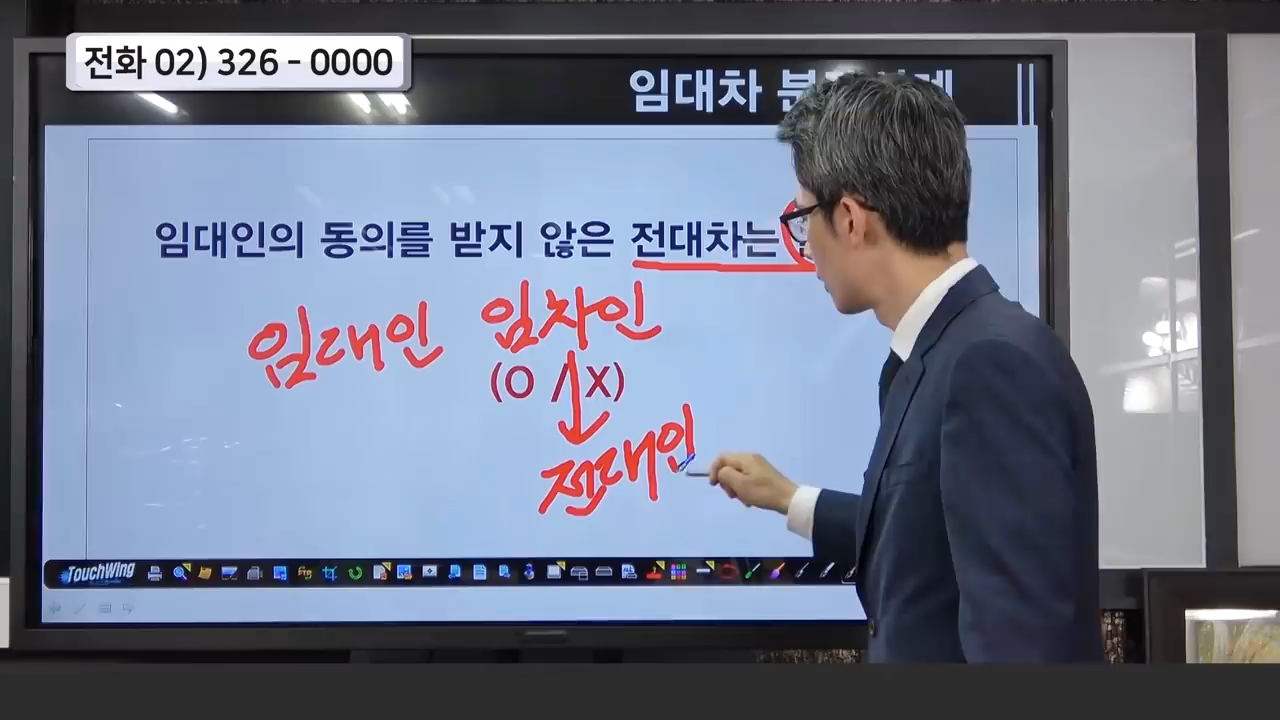 전화 02) 326 - 0000
임대차
임대인의 동의를 받지 않은 전대차는
임대인 임차인
(O / X)
전대인
TouchWing